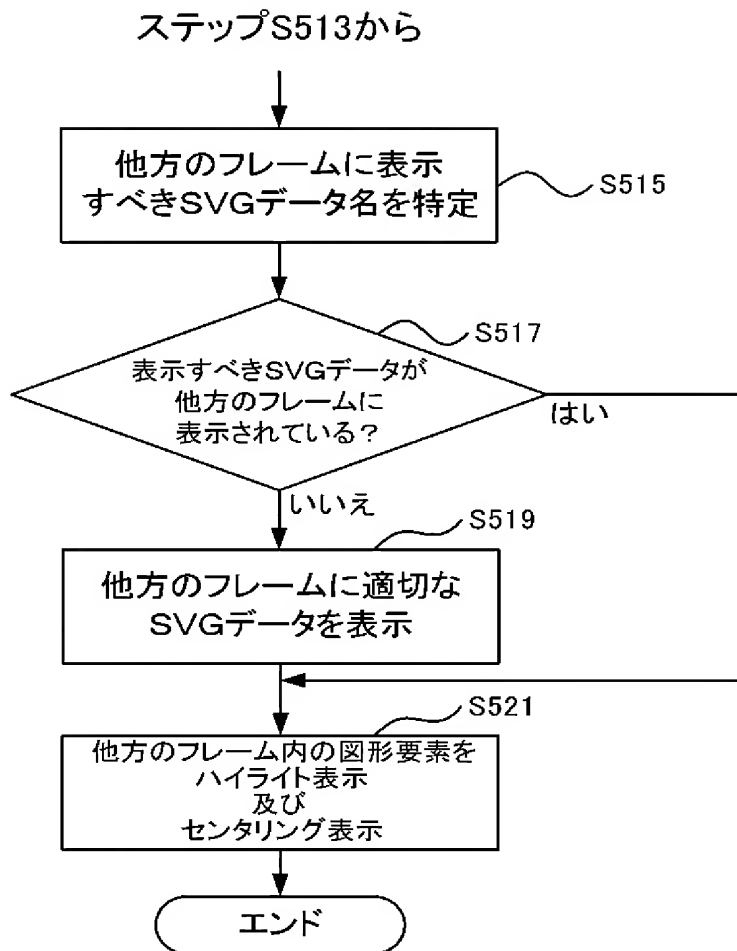 ステップS513から
他方のフレームに表示
すべきSVGデータ名を特定
S515
S517
表示すべきSVGデータが
他方のフレームに
表示されている?
はい
いいえ
S519
他方のフレームに適切な
SVGデータを表示
S521
他方のフレーム内の図形要素を
ハイライト表示
及び
センタリング表示
エンド